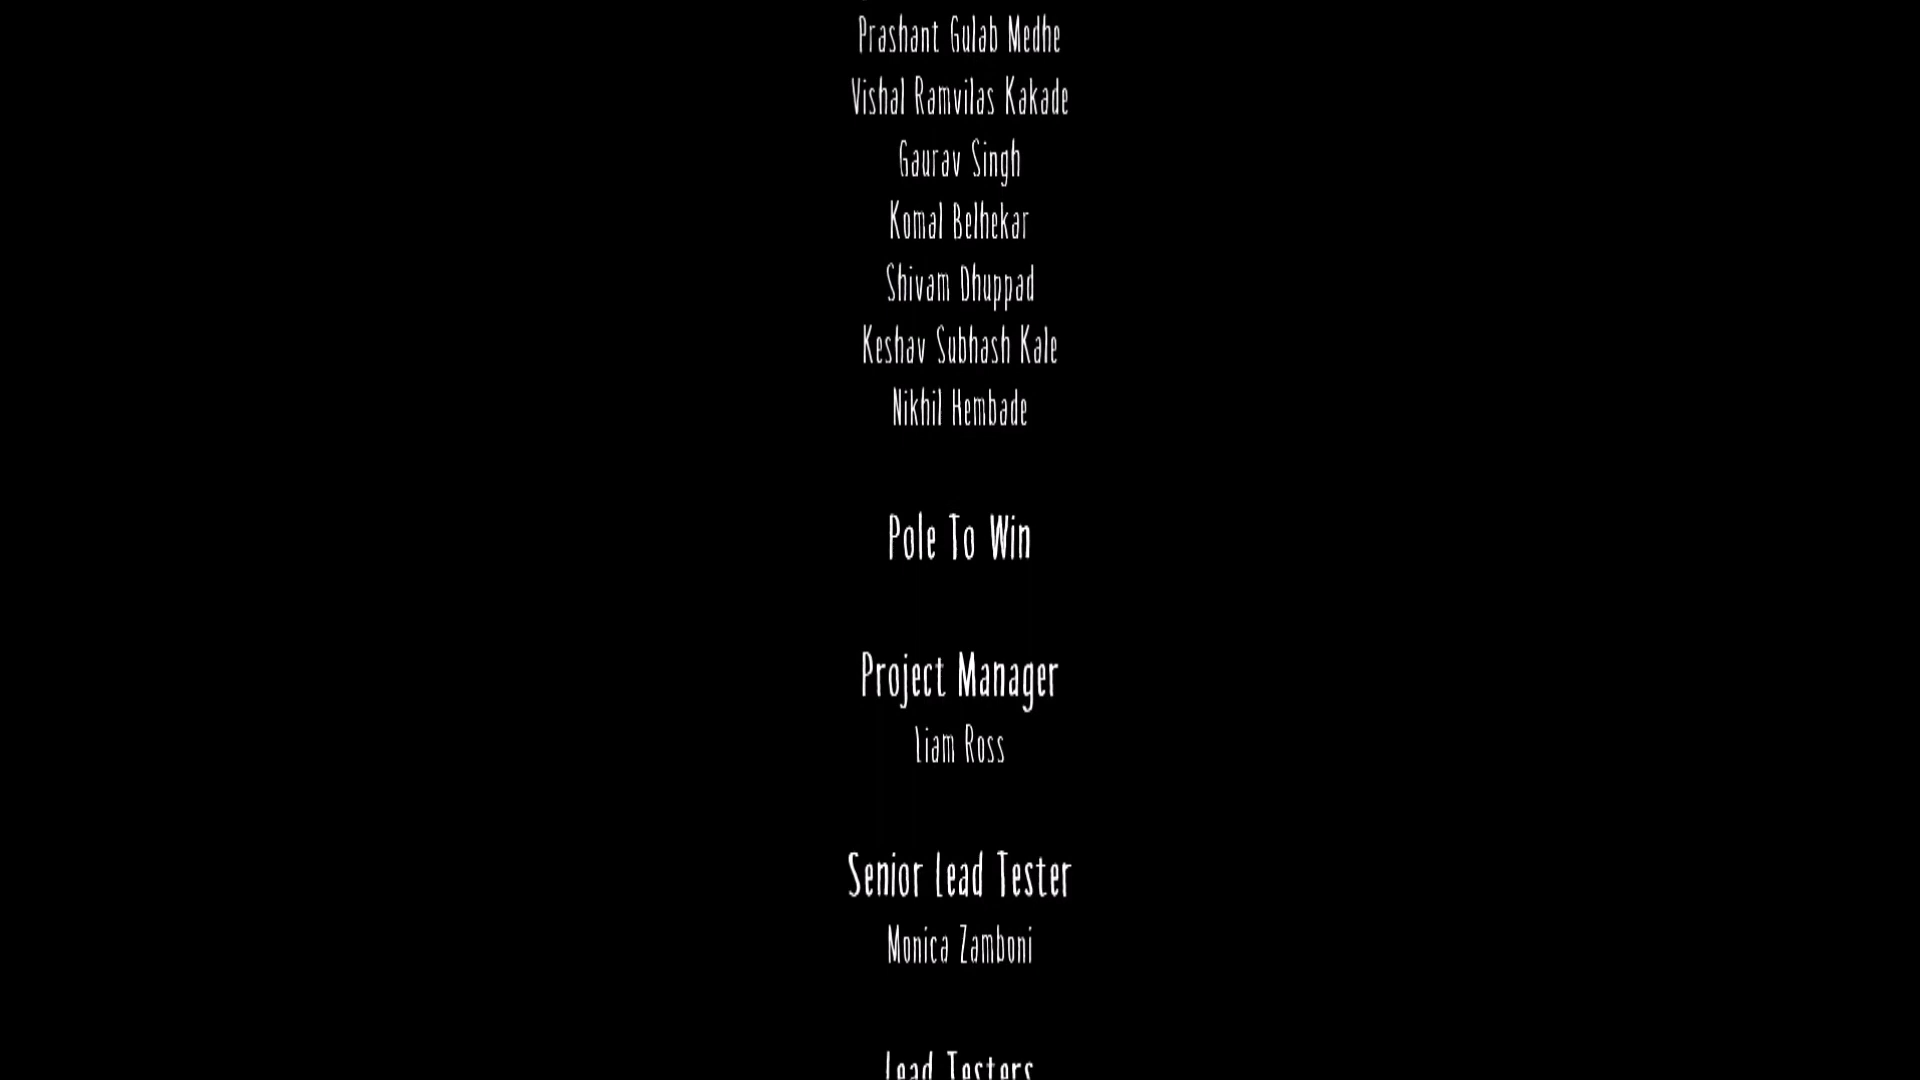 Prashant Gulab Medhe
Vishal Ramvilas Kakade
Gaurav Singh
Komal Belhekar
Shivam Dhuppad
Keshav Subhash Kale
Nikhil Hembade
Pole To Win
Project Manager
Liam Ross
Senior Lead Tester
Monica Zamboni
Lead Testers